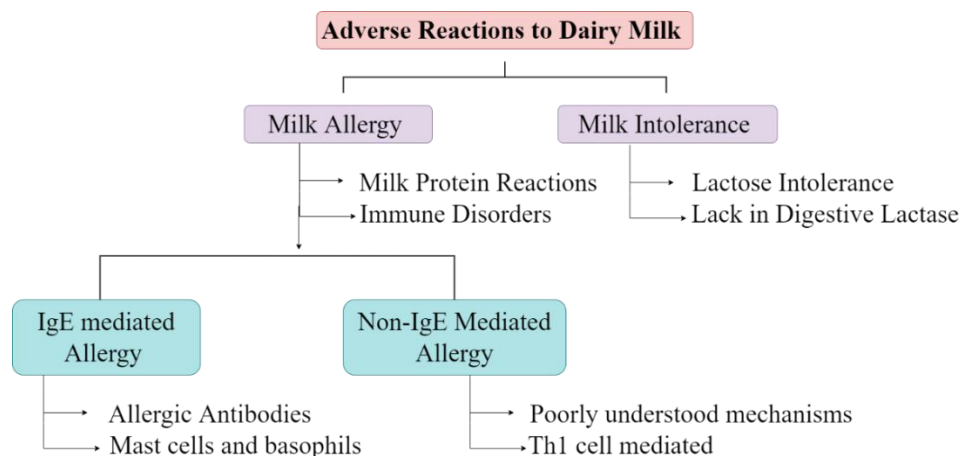 Adverse Reactions to Dairy Milk
Milk Allergy
Milk Intolerance
Milk Protein Reactions
Immune Disorders
Lactose Intolerance
Lack in Digestive Lactase
IgE mediated
Allergy
Non-IgE Mediated
Allergy
Allergic Antibodies
Mast cells and basophils
Poorly understood mechanisms
Th1 cell mediated